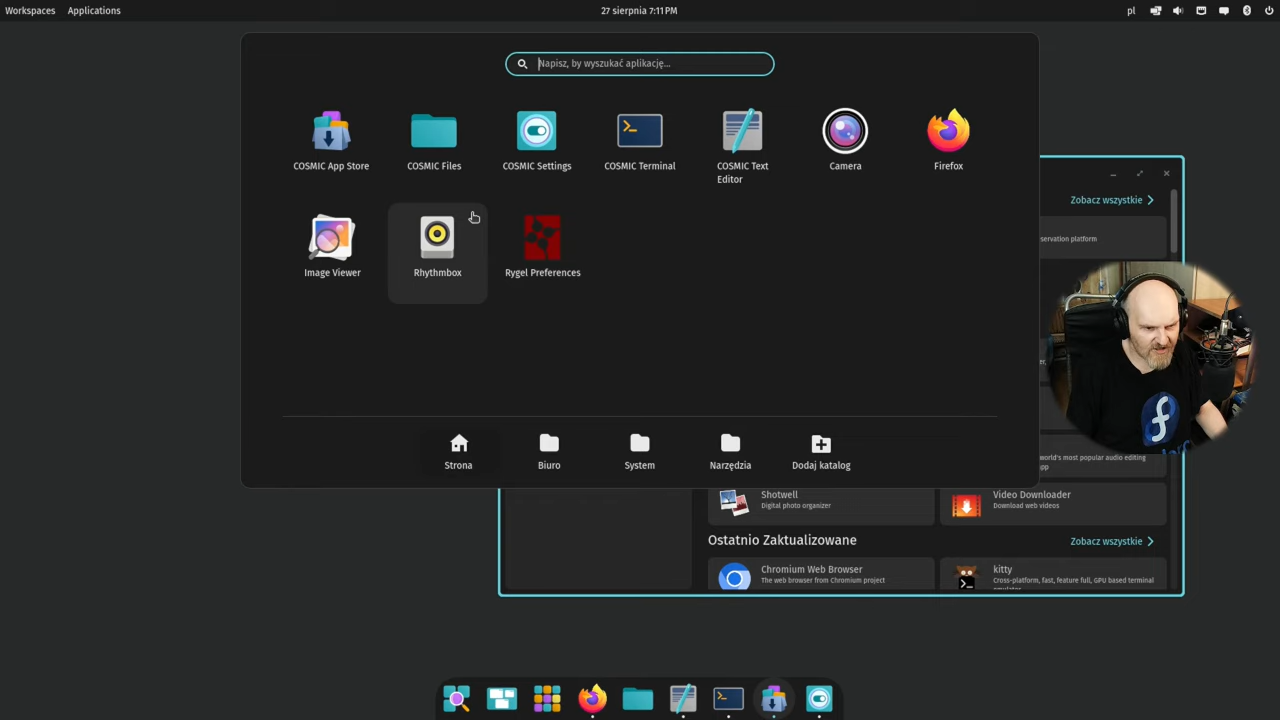 Workspaces Applications 27 sierpnia 7:11 PM pl
Napisz, by wyszukać aplikację...
COSMIC App Store
COSMIC Files
COSMIC Settings
COSMIC Terminal
COSMIC Text
Editor
Camera
Firefox
Image Viewer
Rhythmbox
Rygel Preferences
Strona
Biuro
System
Narzędzia
Dodaj katalog
Zobacz wszystkie
servation platform
world's most popular audio editing
app
Shotwell
Digital photo organizer
Video Downloader
Download web videos
Ostatnio Zaktualizowane
Zobacz wszystkie
Chromium Web Browser
The web browser from Chromium project
kitty
Cross-platform, fast, feature full, GPU based terminal
emulator